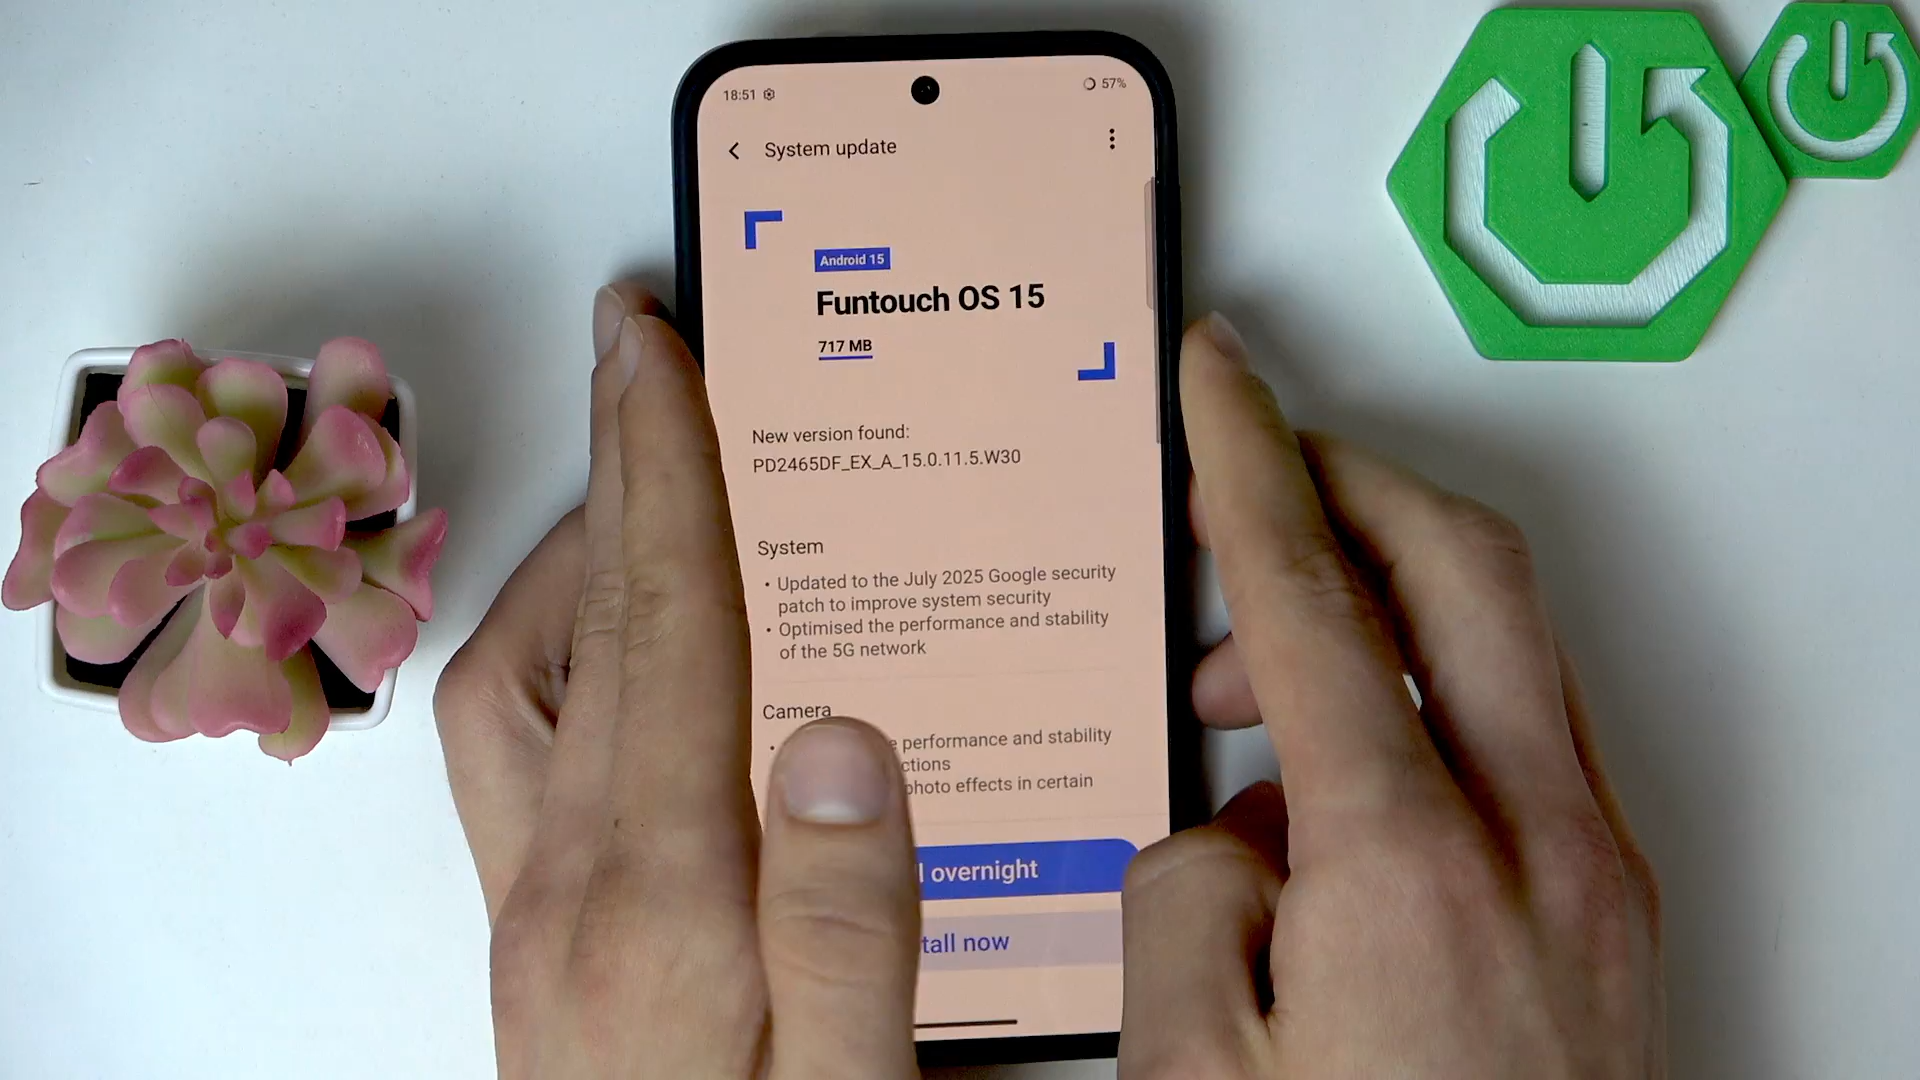 18:51
57%
System update
Android 15
Funtouch OS 15
717 MB
New version found:
PD2465DF_EX_A_15.0.11.5.W30
System
• Updated to the July 2025 Google security
patch to improve system security
• Optimised the performance and stability
of the 5G network
Camera
• performance and stability
photo effects in certain
overnight
now